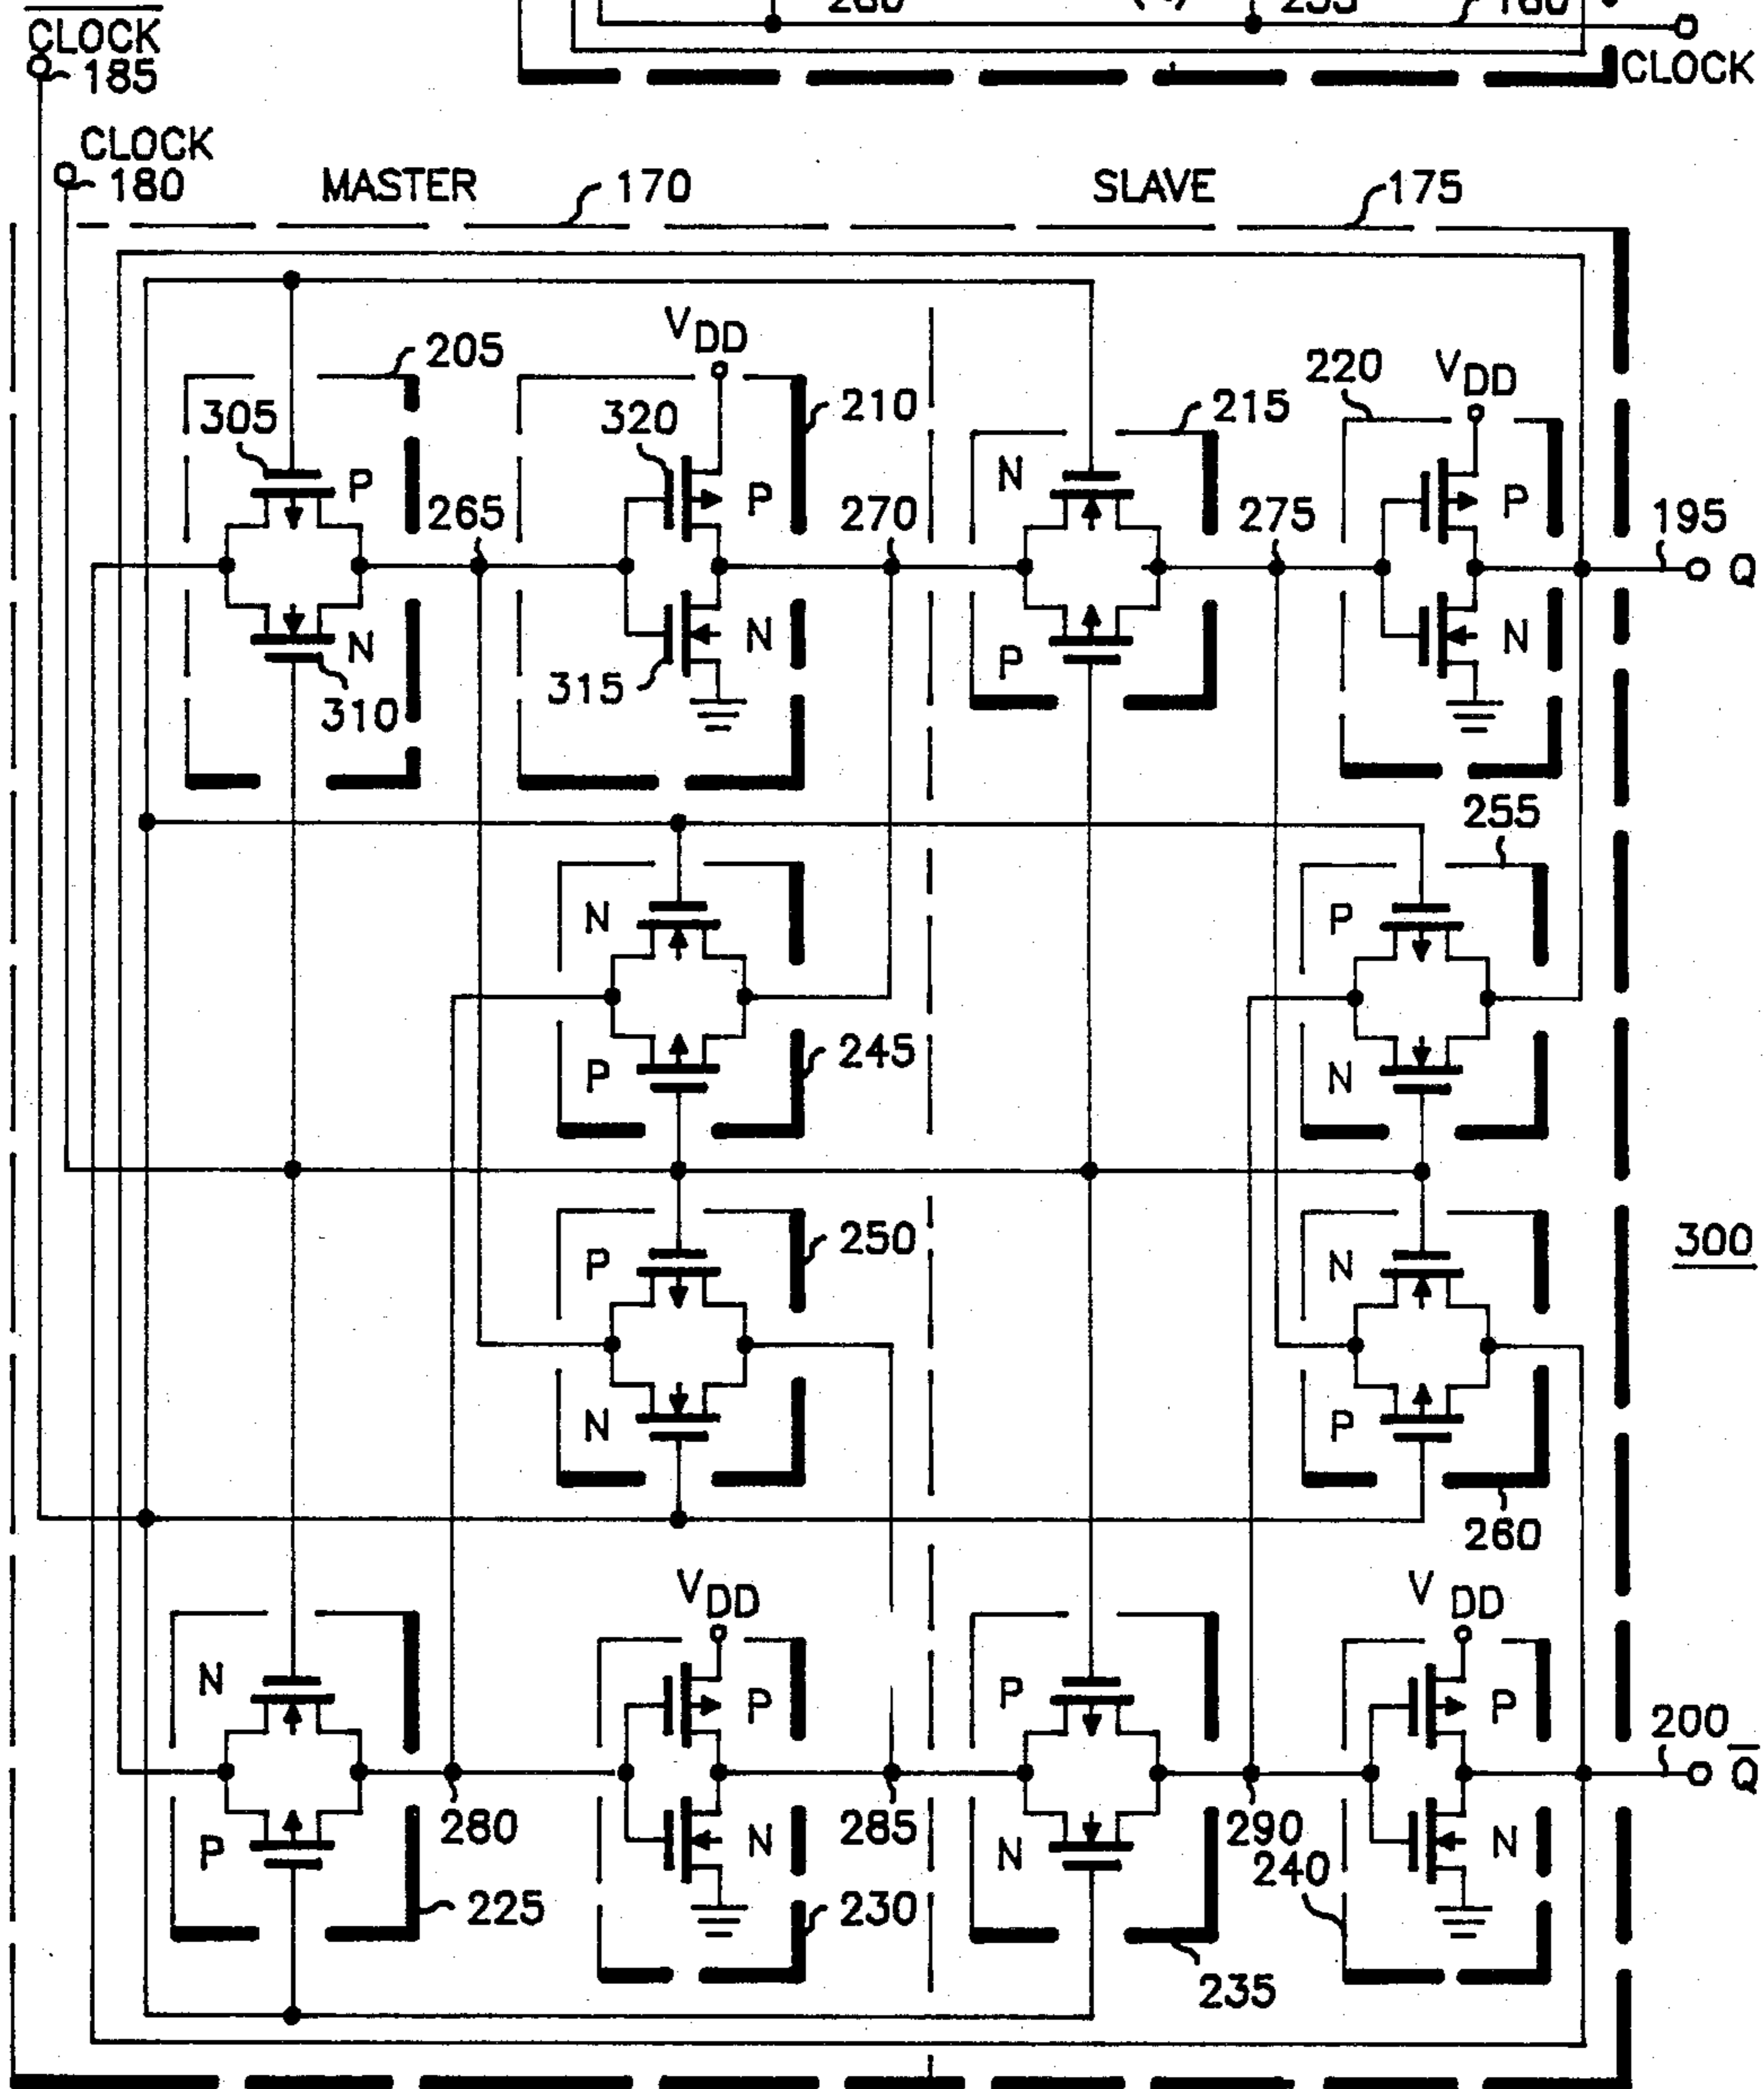 CLOCK
185
CLOCK
CLOCK
180
MASTER
170
SLAVE
175
VDD
205
210
305
P
320
P
265
270
N
215
275
220
VDD
P
195
Q
N
310
315
N
P
N
255
N
P
245
P
N
250
P
N
N
P
260
300
VDD
V DD
N
P
280
P
N
285
P
N
290
240
P
N
200
Q
225
230
235